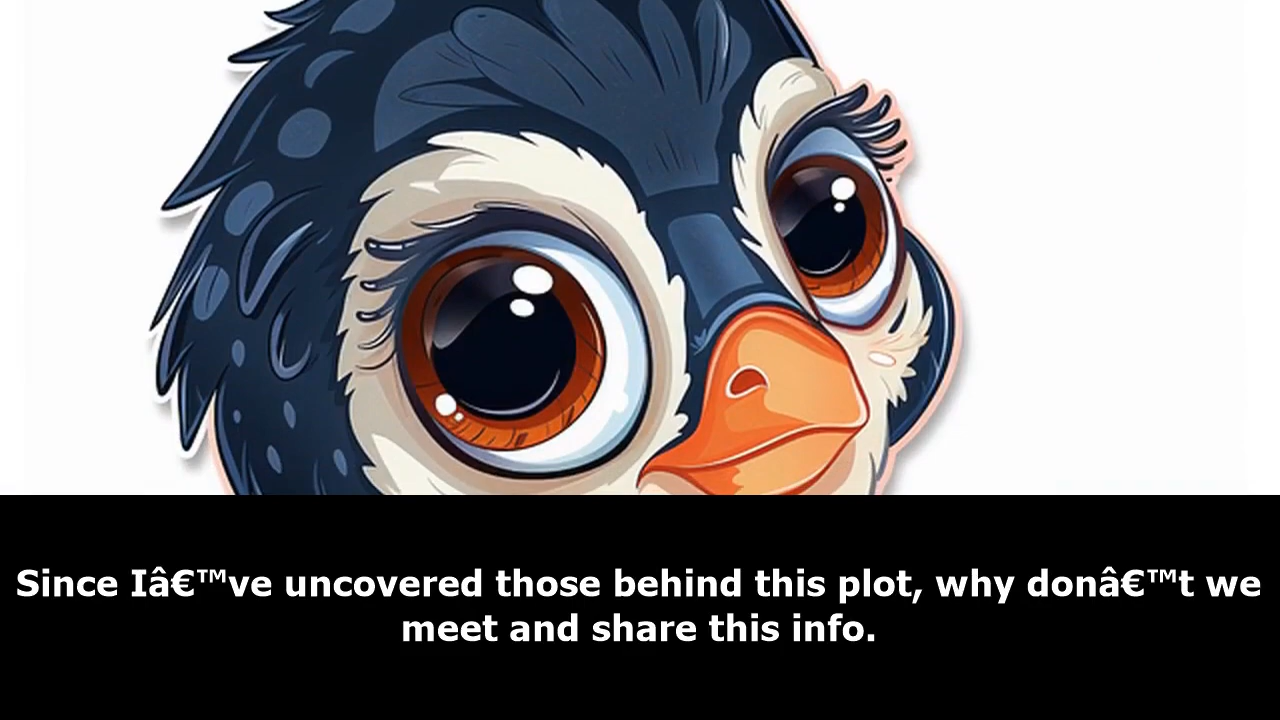 Since Iâ€™ve uncovered those behind this plot, why donâ€™t we
meet and share this info.